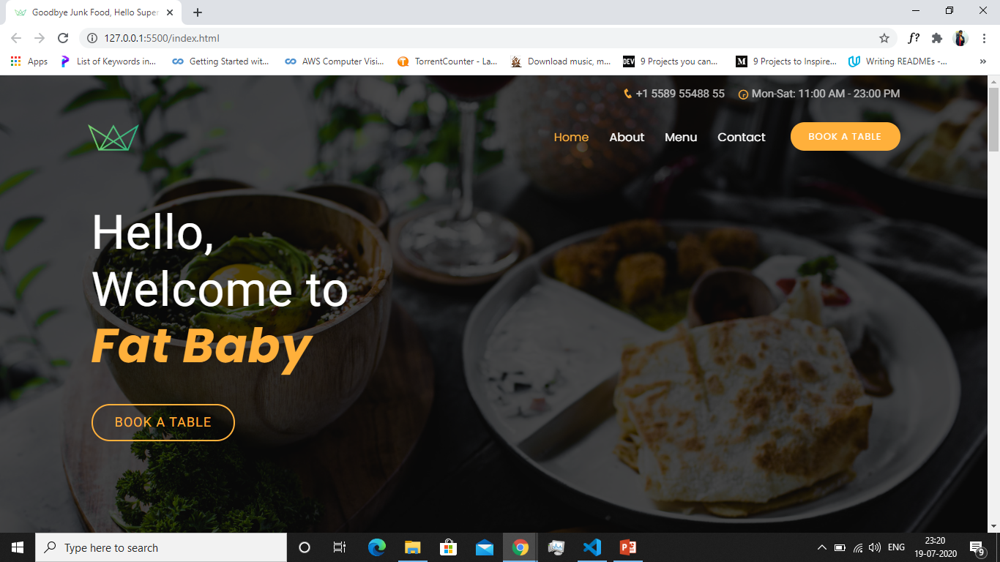 Goodbye Junk Food, Hello Super
127.0.0.1:5500/index.html
f?
Apps
List of Keywords in...
Getting Started wit...
AWS Computer Visi...
TorrentCounter - La...
Download music, m...
DEV
9 Projects you can...
M
9 Projects to Inspire...
Writing READMEs -...
»
+1 5589 55488 55
Mon-Sat: 11:00 AM - 23:00 PM
Home
About
Menu
Contact
BOOK A TABLE
Hello,
Welcome to
Fat Baby
BOOK A TABLE
Type here to search
ENG
23:20
19-07-2020
9